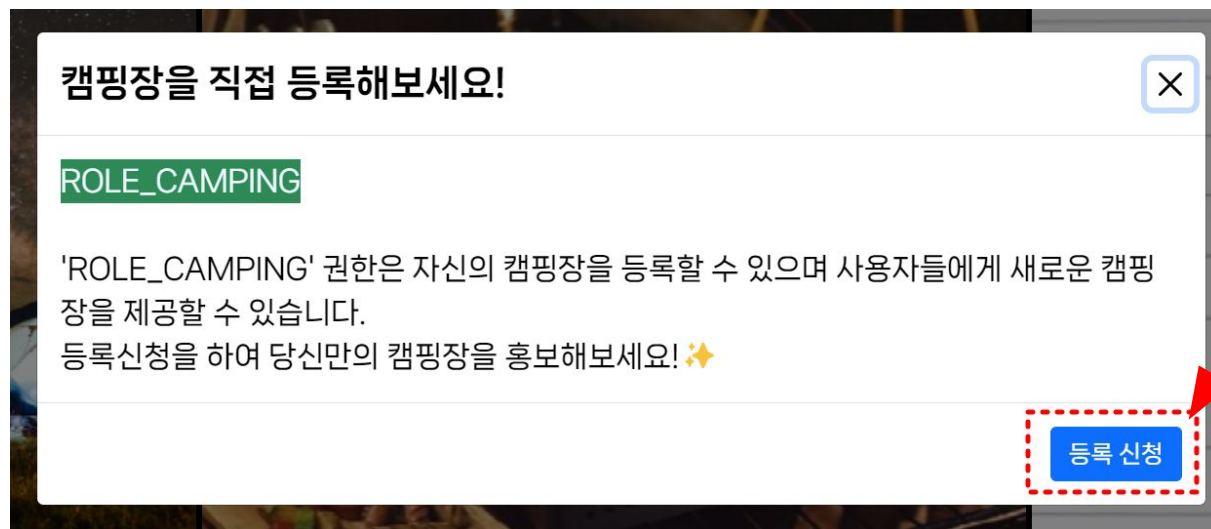 캠핑장을 직접 등록해보세요!
ROLE_CAMPING
'ROLE_CAMPING' 권한은 자신의 캠핑장을 등록할 수 있으며 사용자들에게 새로운 캠핑
장을 제공할 수 있습니다.
등록신청을 하여 당신만의 캠핑장을 홍보해보세요!✨
등록 신청